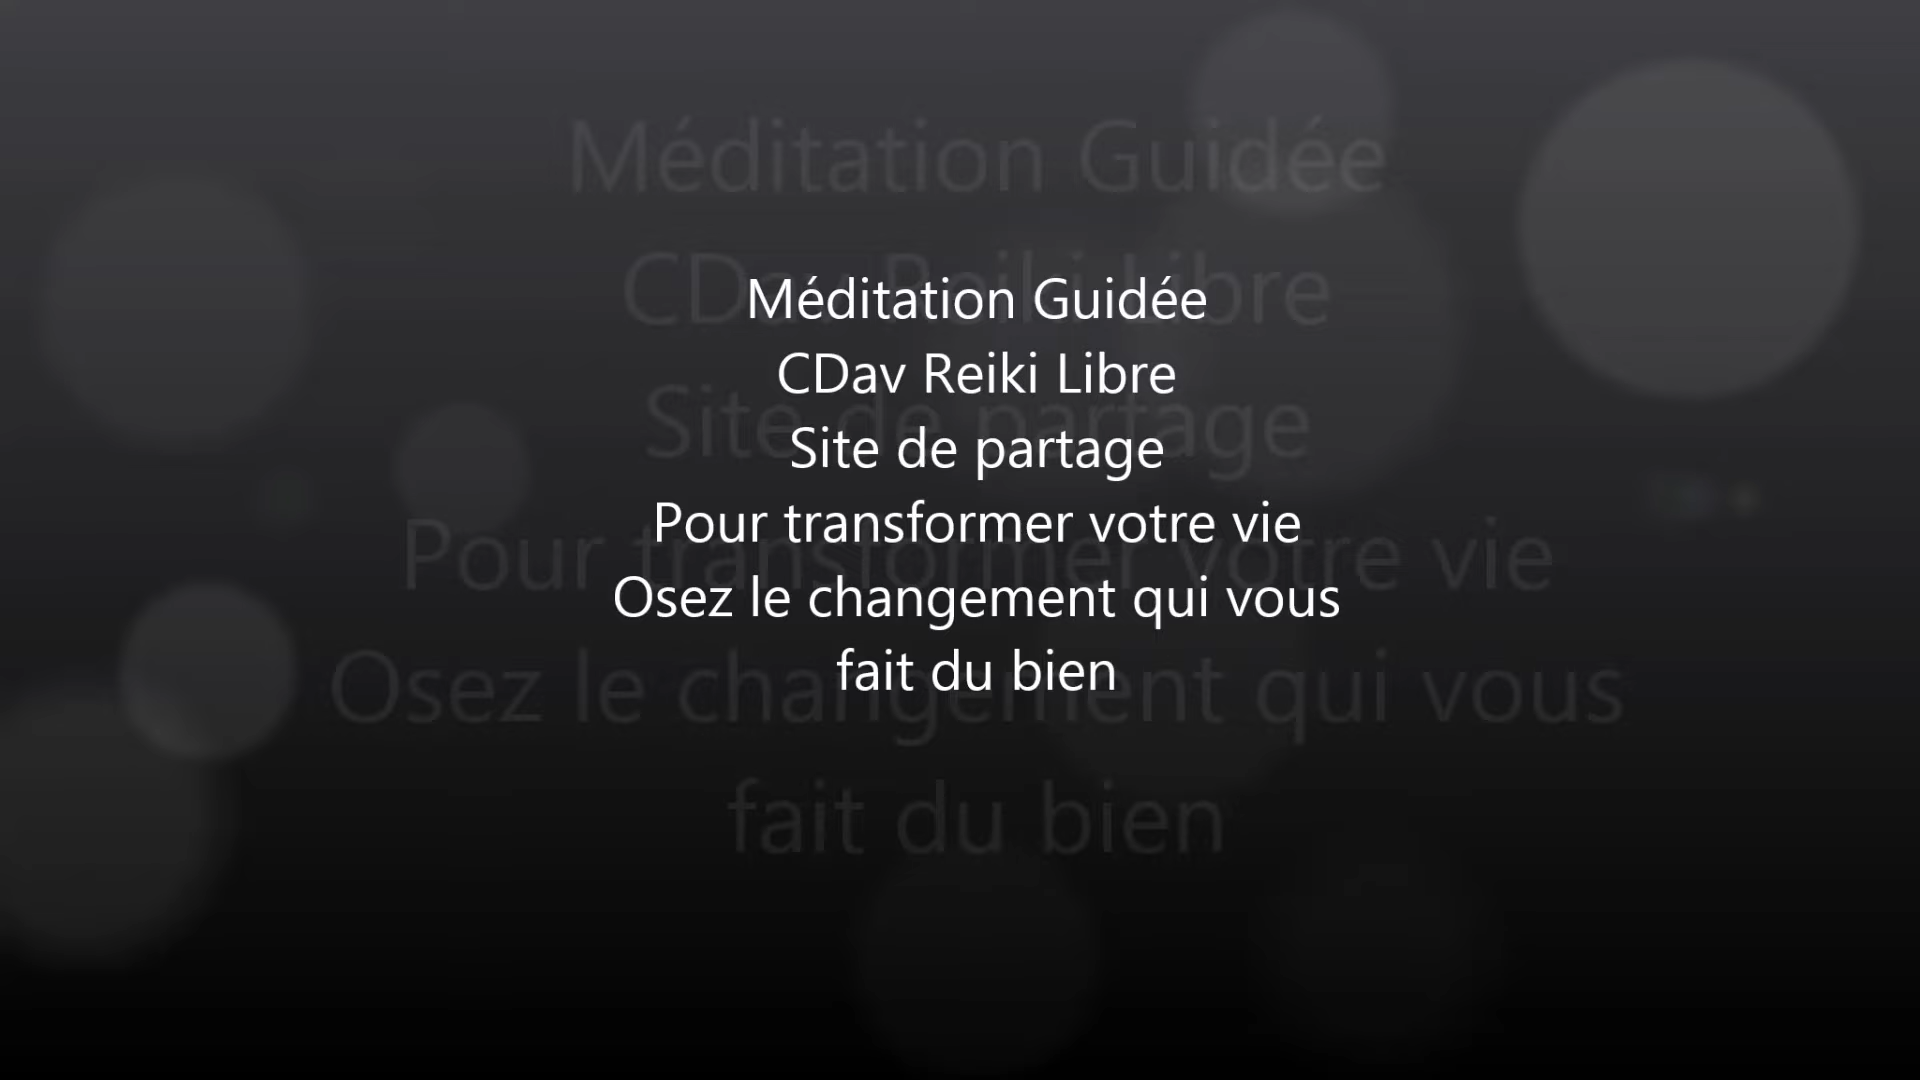 Méditation Guidée
CDav Reiki Libre
Site de partage
Pour transformer votre vie
Osez le changement qui vous
fait du bien